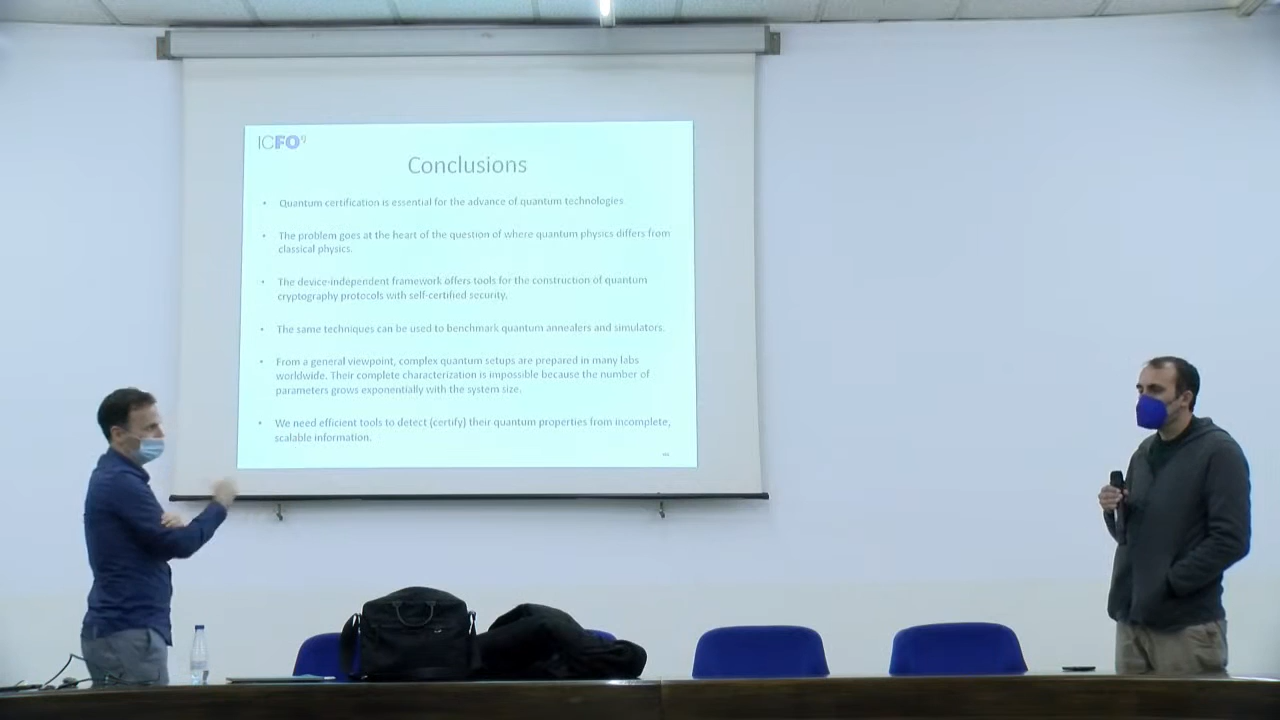 ICFO
Conclusions
• Quantum certification is essential for the advance of quantum technologies.
• The problem goes at the heart of the question of where quantum physics differs from
classical physics.
• The device-independent framework offers tools for the construction of quantum
cryptography protocols with self-certified security.
• The same techniques can be used to benchmark quantum annealers and simulators.
• From a general viewpoint, complex quantum setups are prepared in many labs
worldwide. Their complete characterization is impossible because the number of
parameters grows exponentially with the system size.
• We need efficient tools to detect (certify) their quantum properties from incomplete,
scalable information.